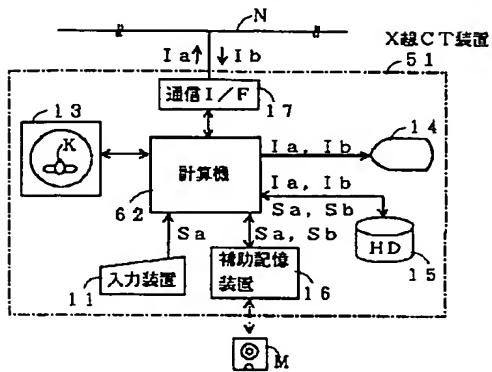 N
X線CT装置
Ia Ib
51
通信I/F
17
13
K
14
計算機
Ia, Ib
62
Ia, Ib
Sa, Sb
Sa
Sa, Sb
HD
15
11
入力装置
補助記憶
装置
16
M